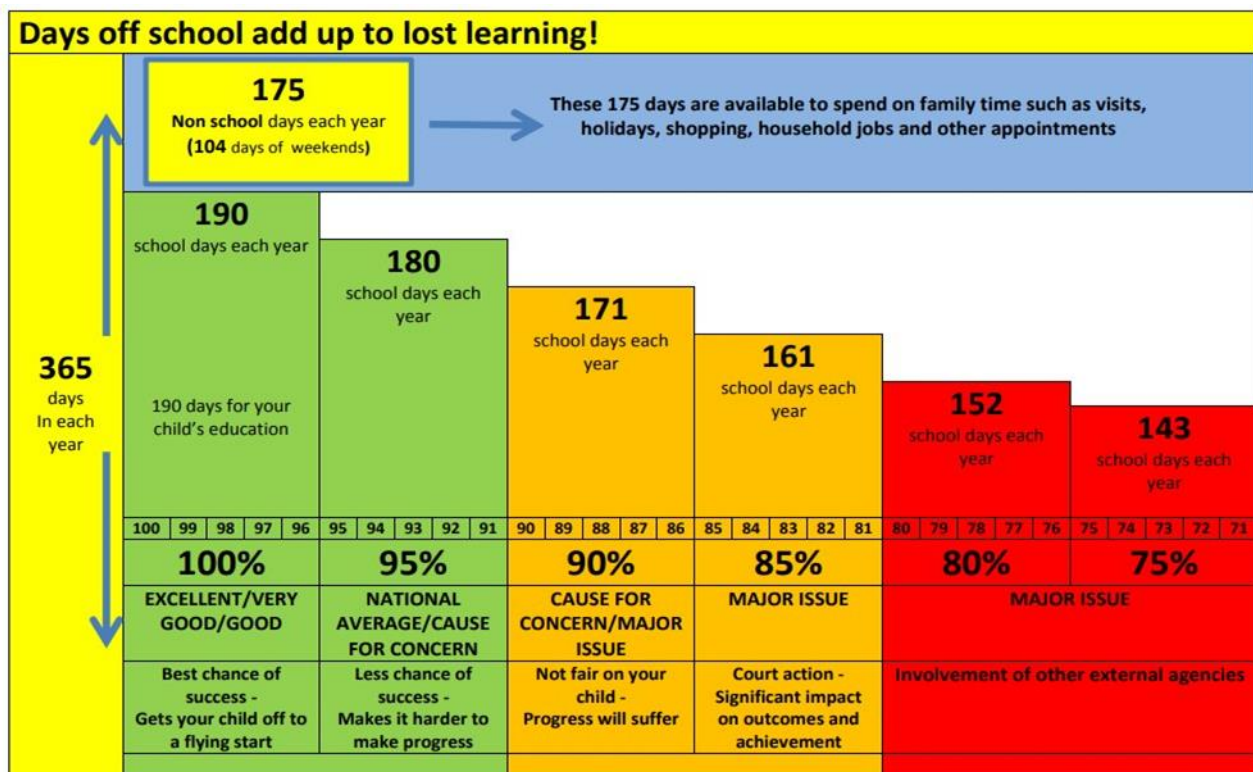 Days off school add up to lost learning!
175
Non school days each year
(104 days of weekends)
These 175 days are available to spend on family time such as visits,
holidays, shopping, household jobs and other appointments
365
days
In each
year
190
school days each year
190 days for your
child's education
180
school days each
year
171
school days each
year
161
school days each
year
152
school days each
year
143
school days each
year
100 99 98 97 96 95 94 93 92 91 90 89 88 87 86 85 84 83 82 81 80 79 78 77 76 75 74 73 72 71
100% 95% 90% 85% 80% 75%
EXCELLENT/VERY
GOOD/GOOD
NATIONAL
AVERAGE/CAUSE
FOR CONCERN
CAUSE FOR
CONCERN/MAJOR
ISSUE
MAJOR ISSUE
MAJOR ISSUE
Best chance of
success -
Gets your child off to
a flying start
Less chance of
success -
Makes it harder to
make progress
Not fair on your
child -
Progress will suffer
Court action -
Significant impact
on outcomes and
achievement
Involvement of other external agencies